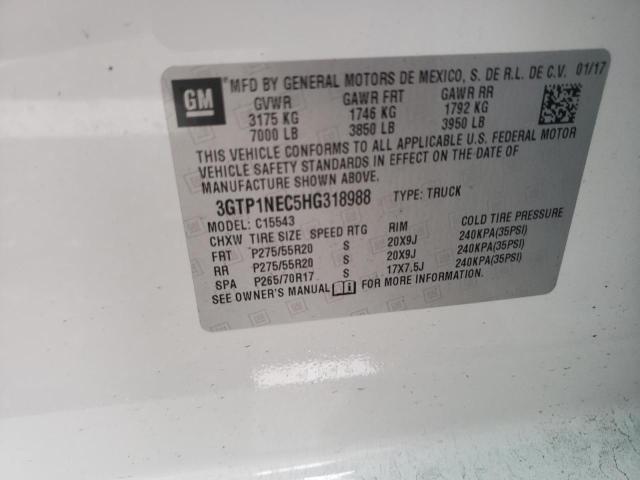 GM
MFD BY GENERAL MOTORS DE MEXICO, S. DE R.L. DE C.V. 01/17
GVWR GAWR FRT GAWR RR
3175 KG 1746 KG 1792 KG
7000 LB 3850 LB 3950 LB
THIS VEHICLE CONFORMS TO ALL APPLICABLE U.S. FEDERAL MOTOR
VEHICLE SAFETY STANDARDS IN EFFECT ON THE DATE OF
MANUFACTURE SHOWN ABOVE.
3GTP1NEC5HG318988 TYPE: TRUCK
MODEL: C15543
CHXW TIRE SIZE SPEED RTG RIM COLD TIRE PRESSURE
FRT P275/55R20 S 20X9J 240KPA(35PSI)
RR P275/55R20 S 20X9J 240KPA(35PSI)
SPA P265/70R17 S 17X7.5J 240KPA(35PSI)
SEE OWNER'S MANUAL FOR MORE INFORMATION.